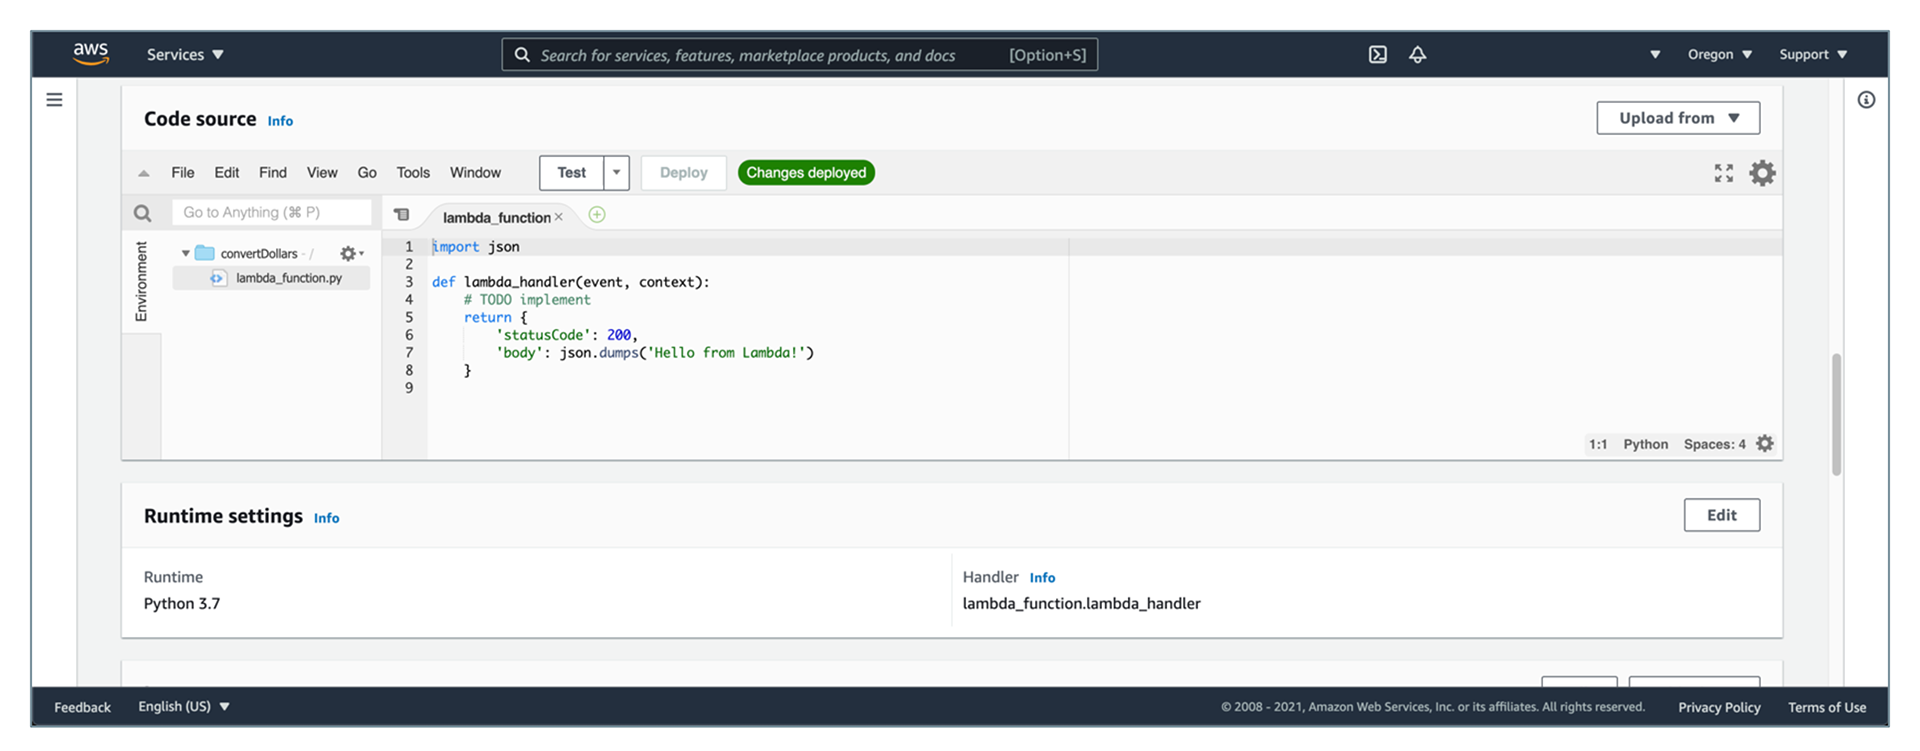 aws Services Search for services, features, marketplace products, and docs [Option+S] Oregon Support
Code source Info Upload from
File Edit Find View Go Tools Window Test Deploy Changes deployed
Go to Anything (⌘ P) lambda_function
Environment
convertDollars - /
lambda_function.py
1 import json
2
3 def lambda_handler(event, context):
4 # TODO implement
5 return {
6 'statusCode': 200,
7 'body': json.dumps('Hello from Lambda!')
8 }
9
1:1 Python Spaces: 4
Runtime settings Info Edit
Runtime Handler Info
Python 3.7 lambda_function.lambda_handler
Feedback English (US) © 2008 - 2021, Amazon Web Services, Inc. or its affiliates. All rights reserved. Privacy Policy Terms of Use